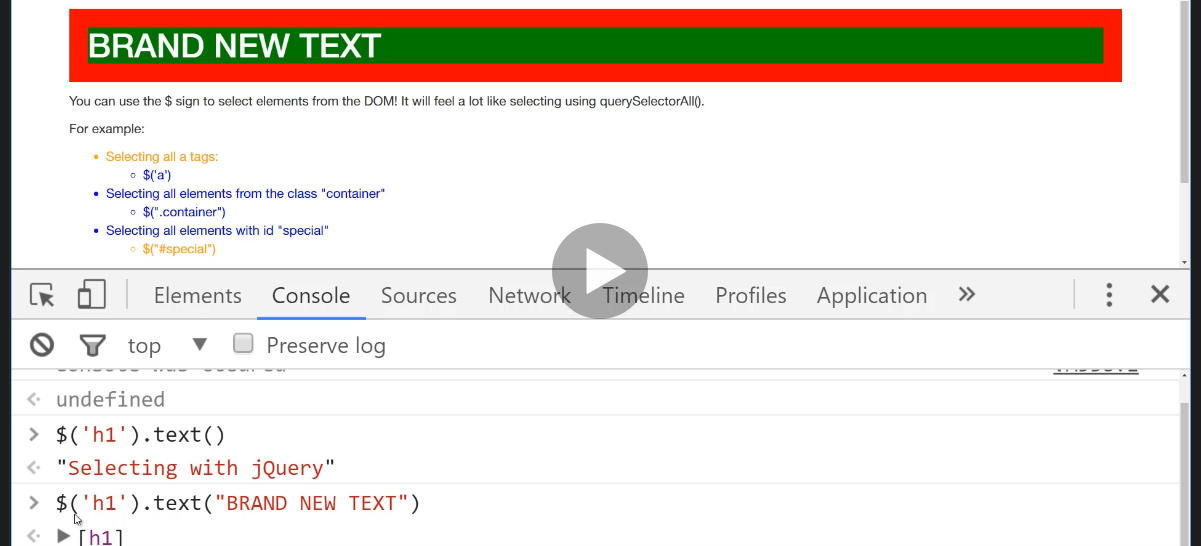 BRAND NEW TEXT
You can use the $ sign to select elements from the DOM! It will feel a lot like selecting using querySelectorAll().
For example:
Selecting all a tags:
$('a')
Selecting all elements from the class "container"
$(".container")
Selecting all elements with id "special"
$("#special")
Elements Console Sources Network Timeline Profiles Application
top Preserve log
undefined
$('h1').text()
"Selecting with jQuery"
$('h1').text("BRAND NEW TEXT")
[h1]